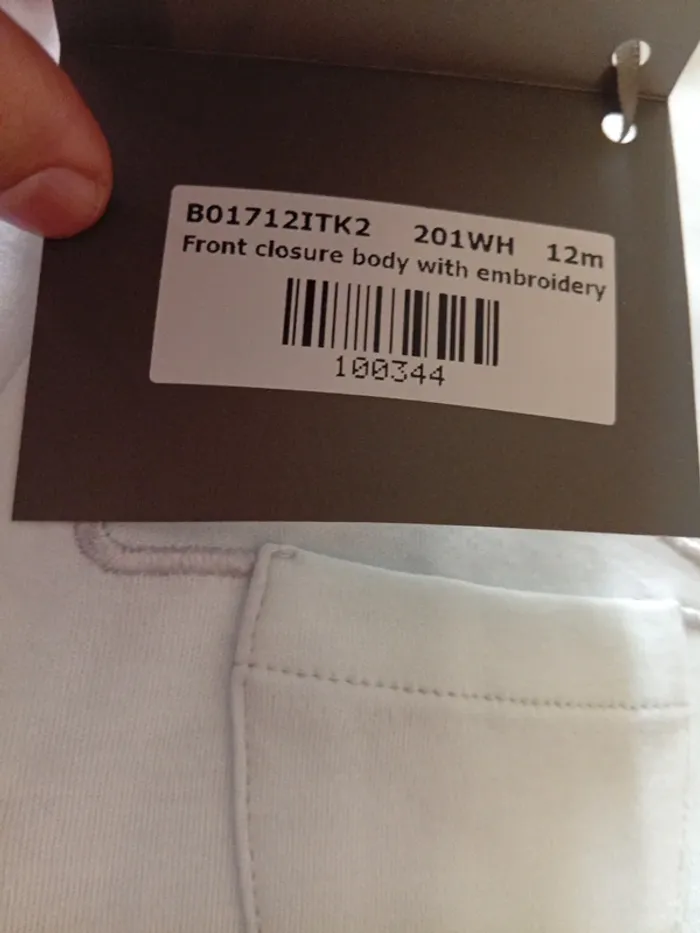 B01712ITK2 201WH 12m
Front closure body with embroidery
100344